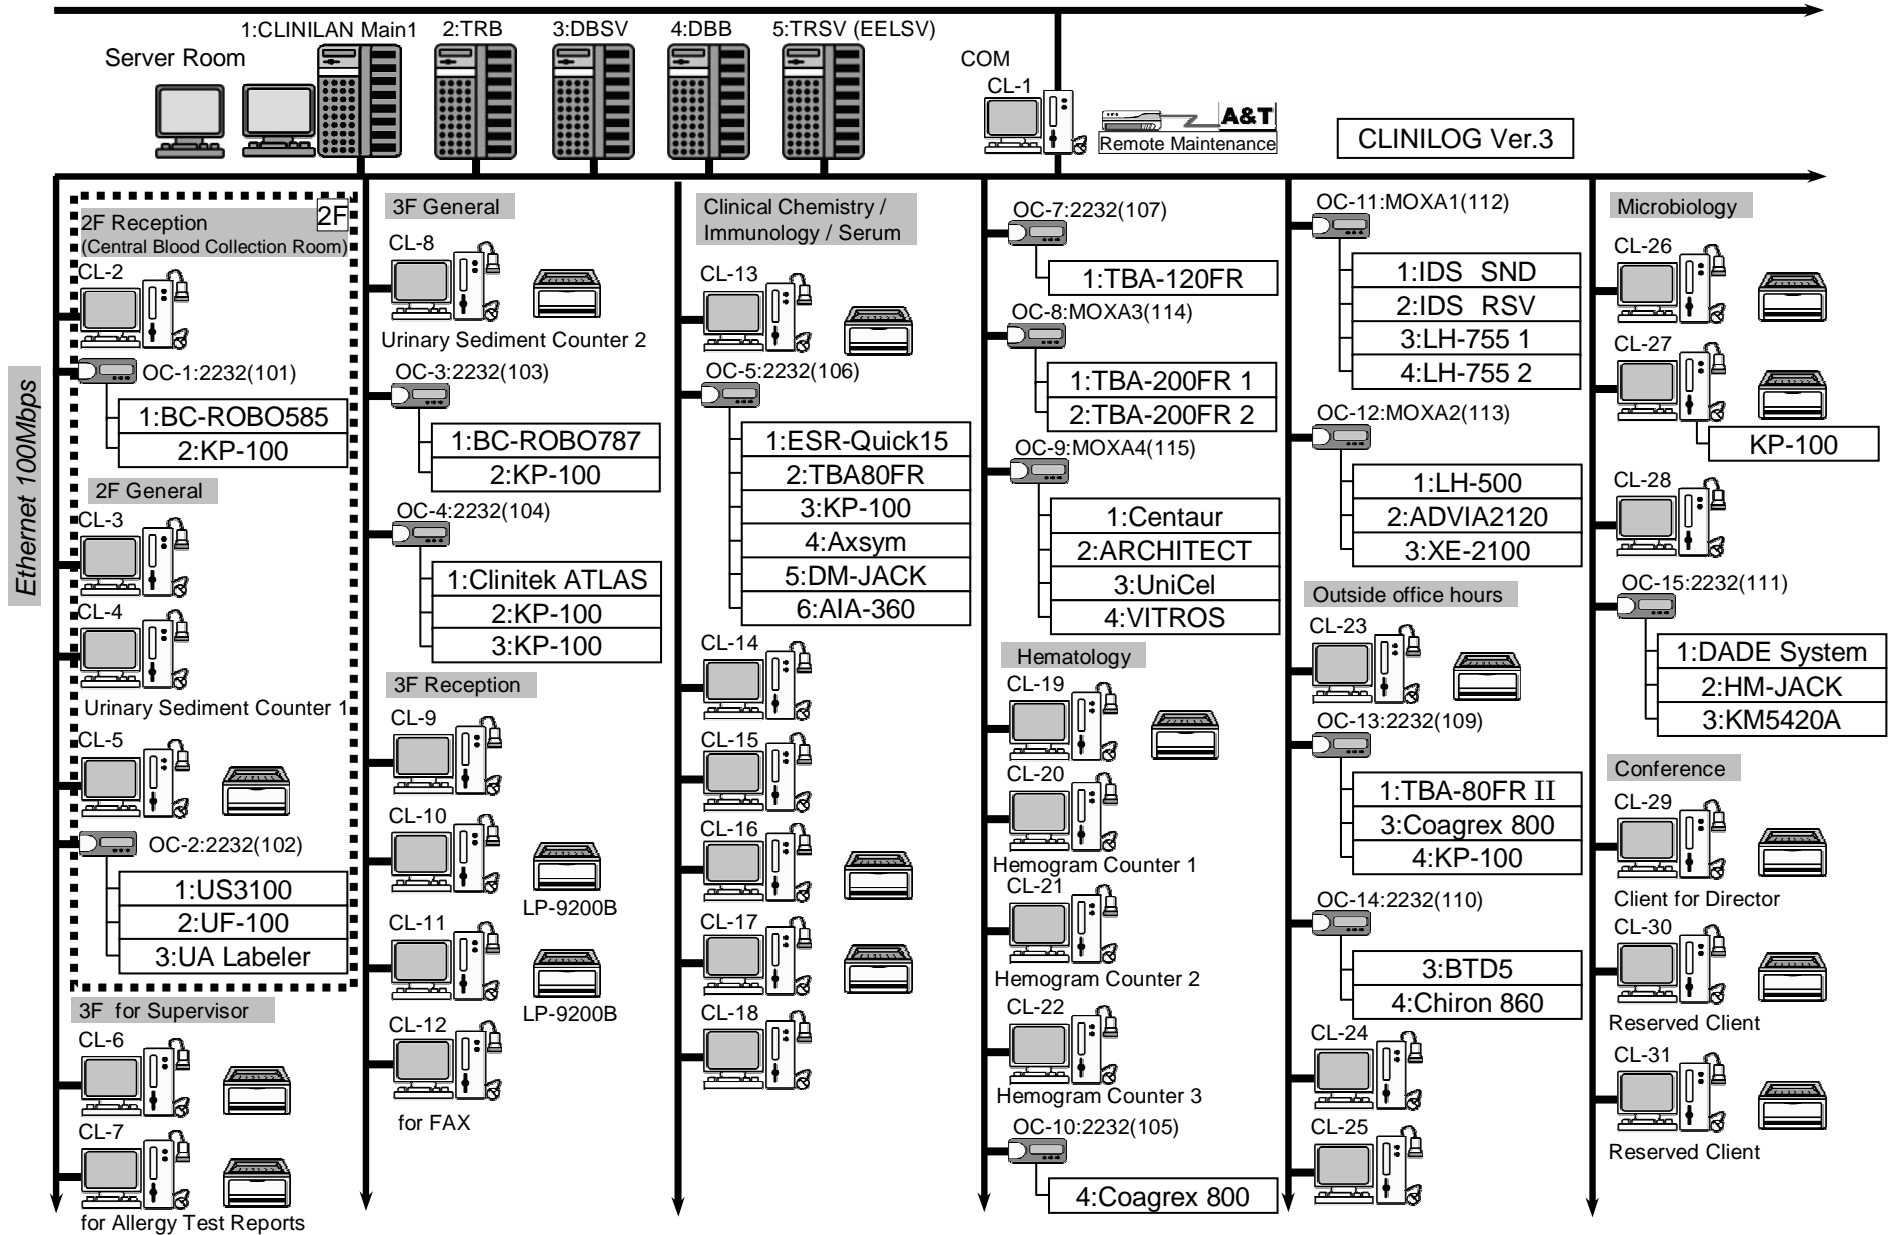 1:CLINILAN Main1
2:TRB
3:DBSV
4:DBB
5:TRSV (EELSV)
Server Room
COM
CL-1
A&T
Remote Maintenance
CLINILOG Ver.3
Ethernet 100Mbps
2F Reception
2F
(Central Blood Collection Room)
CL-2
OC-1:2232(101)
1:BC-ROBO585
2:KP-100
2F General
CL-3
CL-4
Urinary Sediment Counter 1
CL-5
OC-2:2232(102)
1:US3100
2:UF-100
3:UA Labeler
3F for Supervisor
CL-6
CL-7
for Allergy Test Reports
3F General
CL-8
Urinary Sediment Counter 2
OC-3:2232(103)
1:BC-ROBO787
2:KP-100
OC-4:2232(104)
1:Clinitek ATLAS
2:KP-100
3:KP-100
3F Reception
CL-9
CL-10
LP-9200B
CL-11
LP-9200B
CL-12
for FAX
Clinical Chemistry /
Immunology / Serum
CL-13
OC-5:2232(106)
1:ESR-Quick15
2:TBA80FR
3:KP-100
4:Axsym
5:DM-JACK
6:AIA-360
CL-14
CL-15
CL-16
CL-17
CL-18
OC-7:2232(107)
1:TBA-120FR
OC-8:MOXA3(114)
1:TBA-200FR 1
2:TBA-200FR 2
OC-9:MOXA4(115)
1:Centaur
2:ARCHITECT
3:UniCel
4:VITROS
Hematology
CL-19
CL-20
Hemogram Counter 1
CL-21
Hemogram Counter 2
CL-22
Hemogram Counter 3
OC-10:2232(105)
4:Coagrex 800
OC-11:MOXA1(112)
1:IDS SND
2:IDS RSV
3:LH-755 1
4:LH-755 2
OC-12:MOXA2(113)
1:LH-500
2:ADVIA2120
3:XE-2100
Outside office hours
CL-23
OC-13:2232(109)
1:TBA-80FR II
3:Coagrex 800
4:KP-100
OC-14:2232(110)
3:BTD5
4:Chiron 860
CL-24
CL-25
Microbiology
CL-26
CL-27
KP-100
CL-28
OC-15:2232(111)
1:DADE System
2:HM-JACK
3:KM5420A
Conference
CL-29
Client for Director
CL-30
Reserved Client
CL-31
Reserved Client